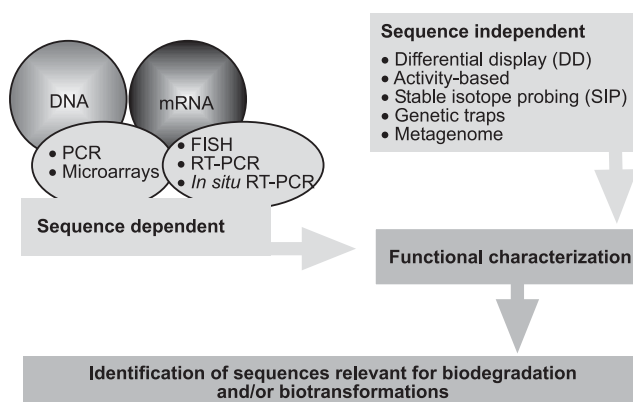 DNA
mRNA
• PCR
• Microarrays
• FISH
• RT-PCR
• In situ RT-PCR
Sequence dependent
Sequence independent
• Differential display (DD)
• Activity-based
• Stable isotope probing (SIP)
• Genetic traps
• Metagenome
Functional characterization
Identification of sequences relevant for biodegradation
and/or biotransformations